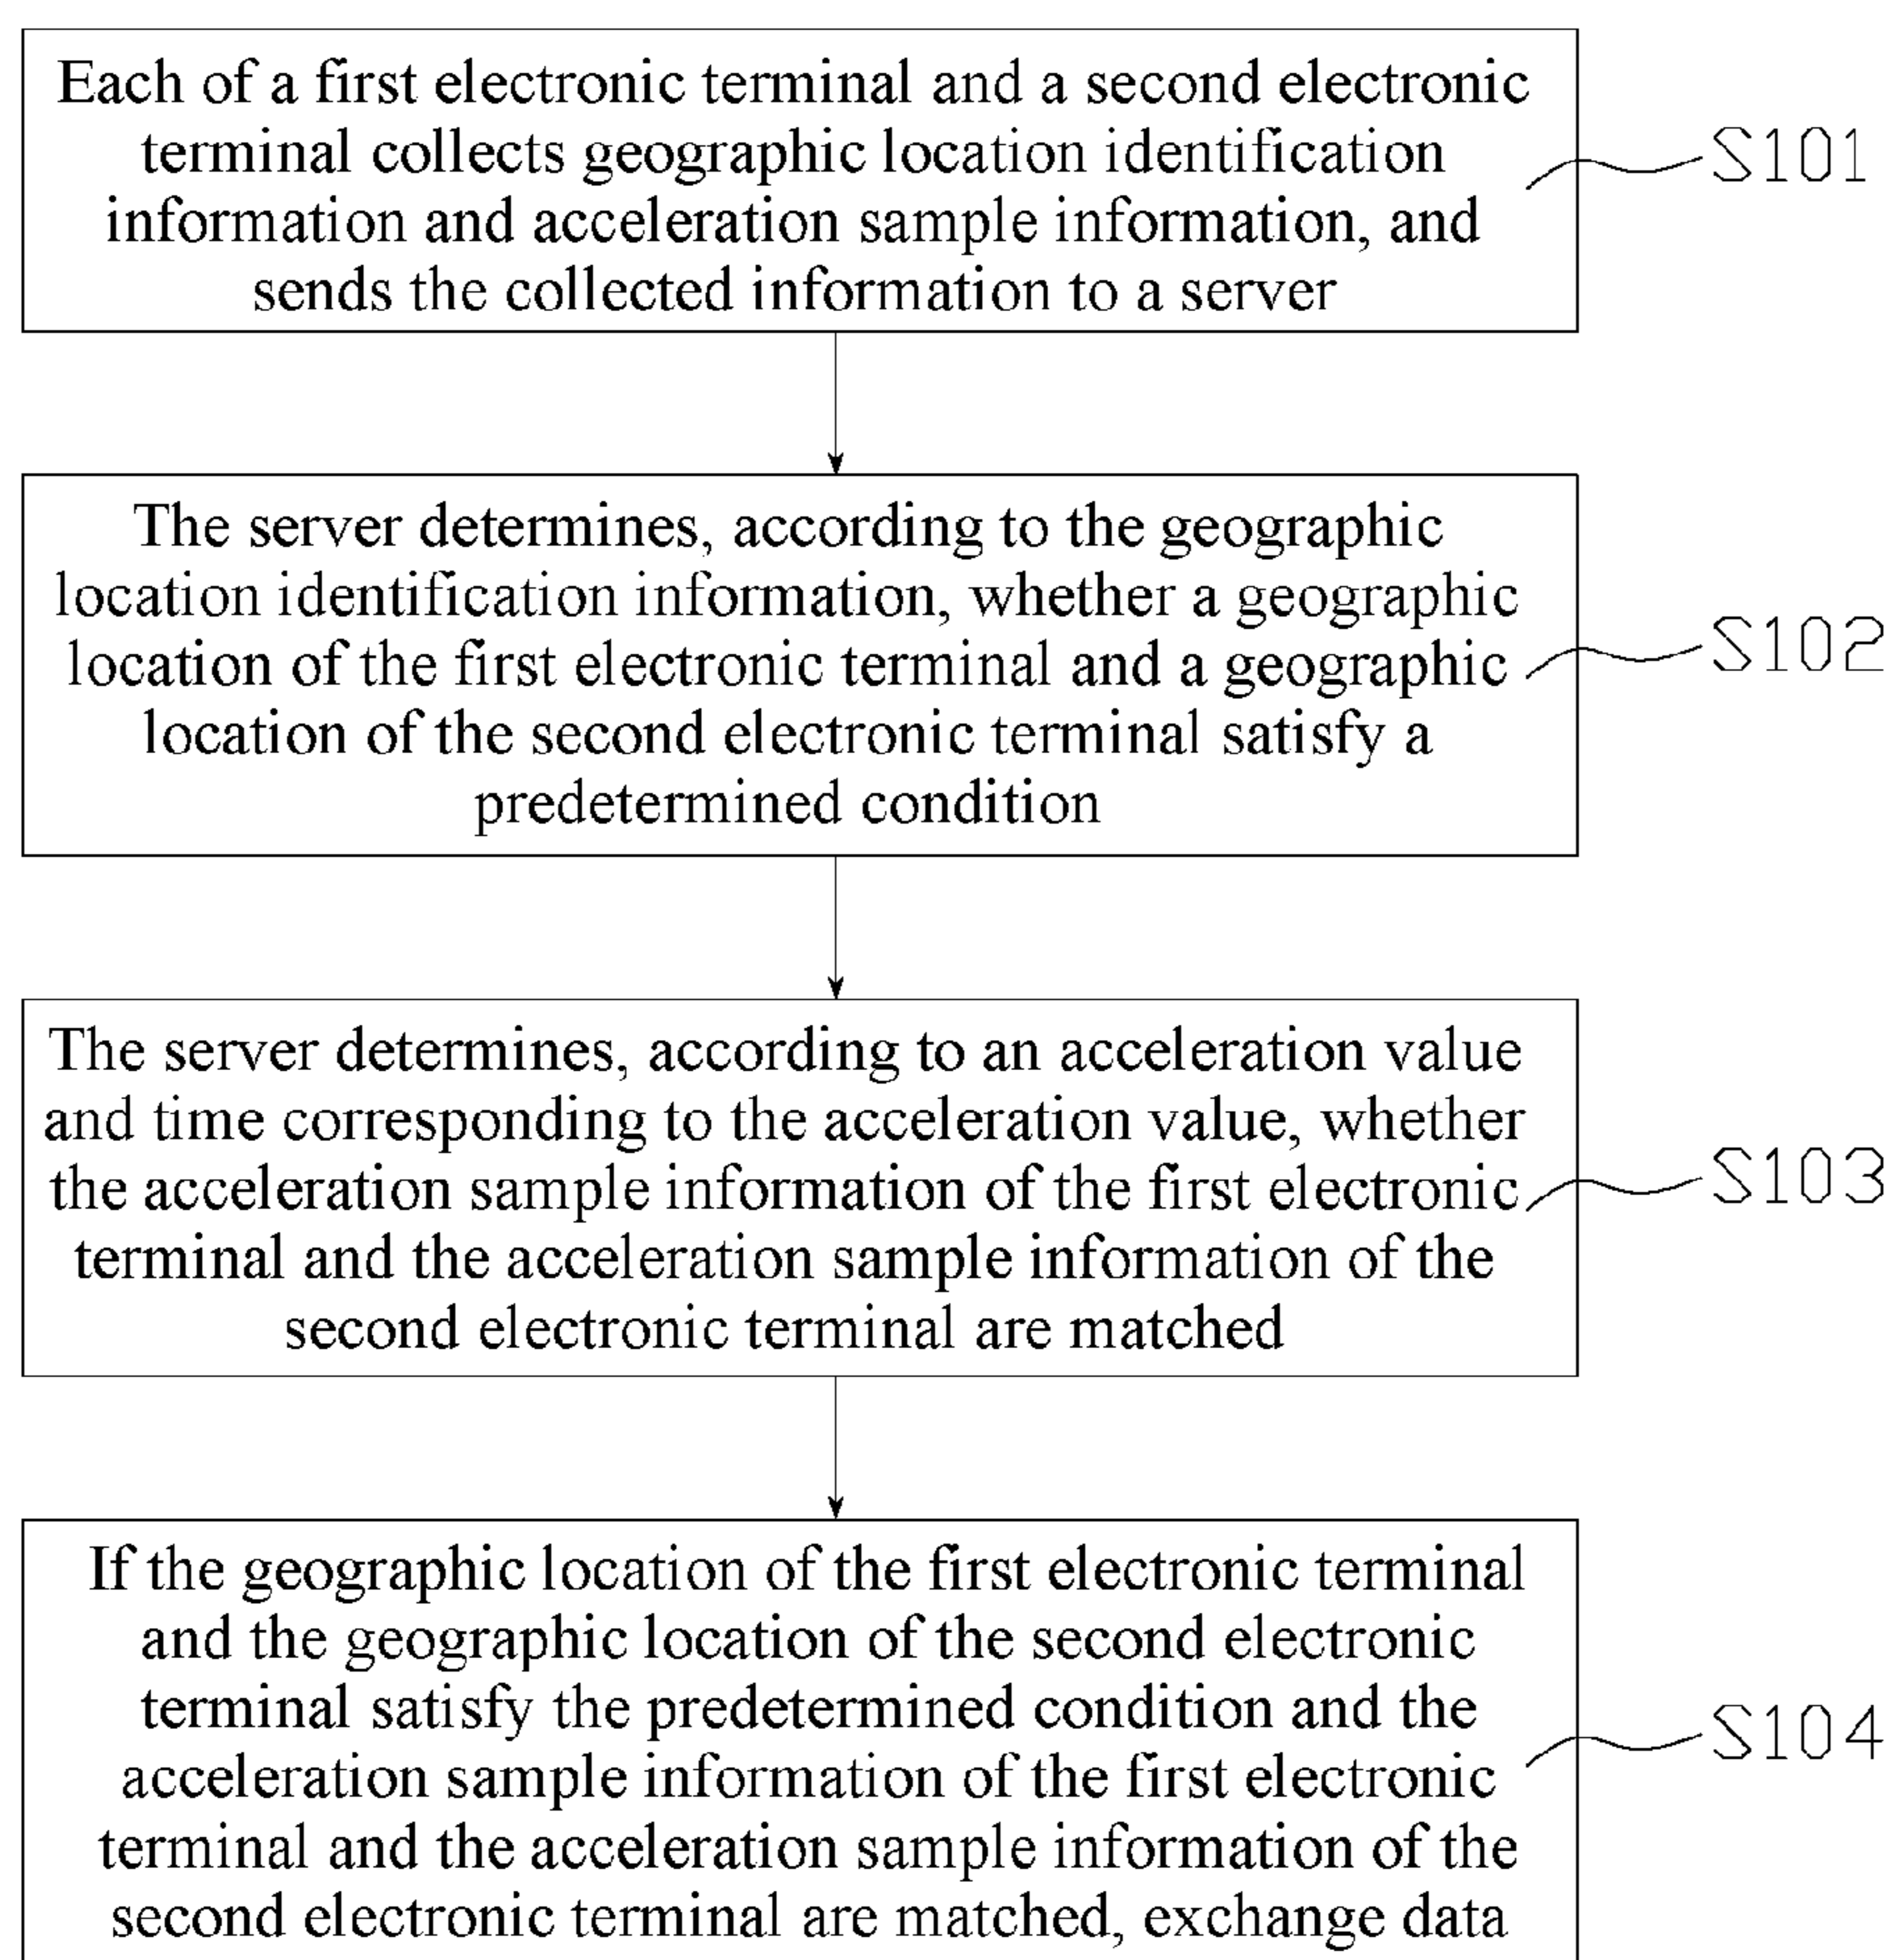 Each of a first electronic terminal and a second electronic
terminal collects geographic location identification
information and acceleration sample information, and
sends the collected information to a server
S101
The server determines, according to the geographic
location identification information, whether a geographic
location of the first electronic terminal and a geographic
location of the second electronic terminal satisfy a
predetermined condition
S102
The server determines, according to an acceleration value
and time corresponding to the acceleration value, whether
the acceleration sample information of the first electronic
terminal and the acceleration sample information of the
second electronic terminal are matched
S103
If the geographic location of the first electronic terminal
and the geographic location of the second electronic
terminal satisfy the predetermined condition and the
acceleration sample information of the first electronic
terminal and the acceleration sample information of the
second electronic terminal are matched, exchange data
S104